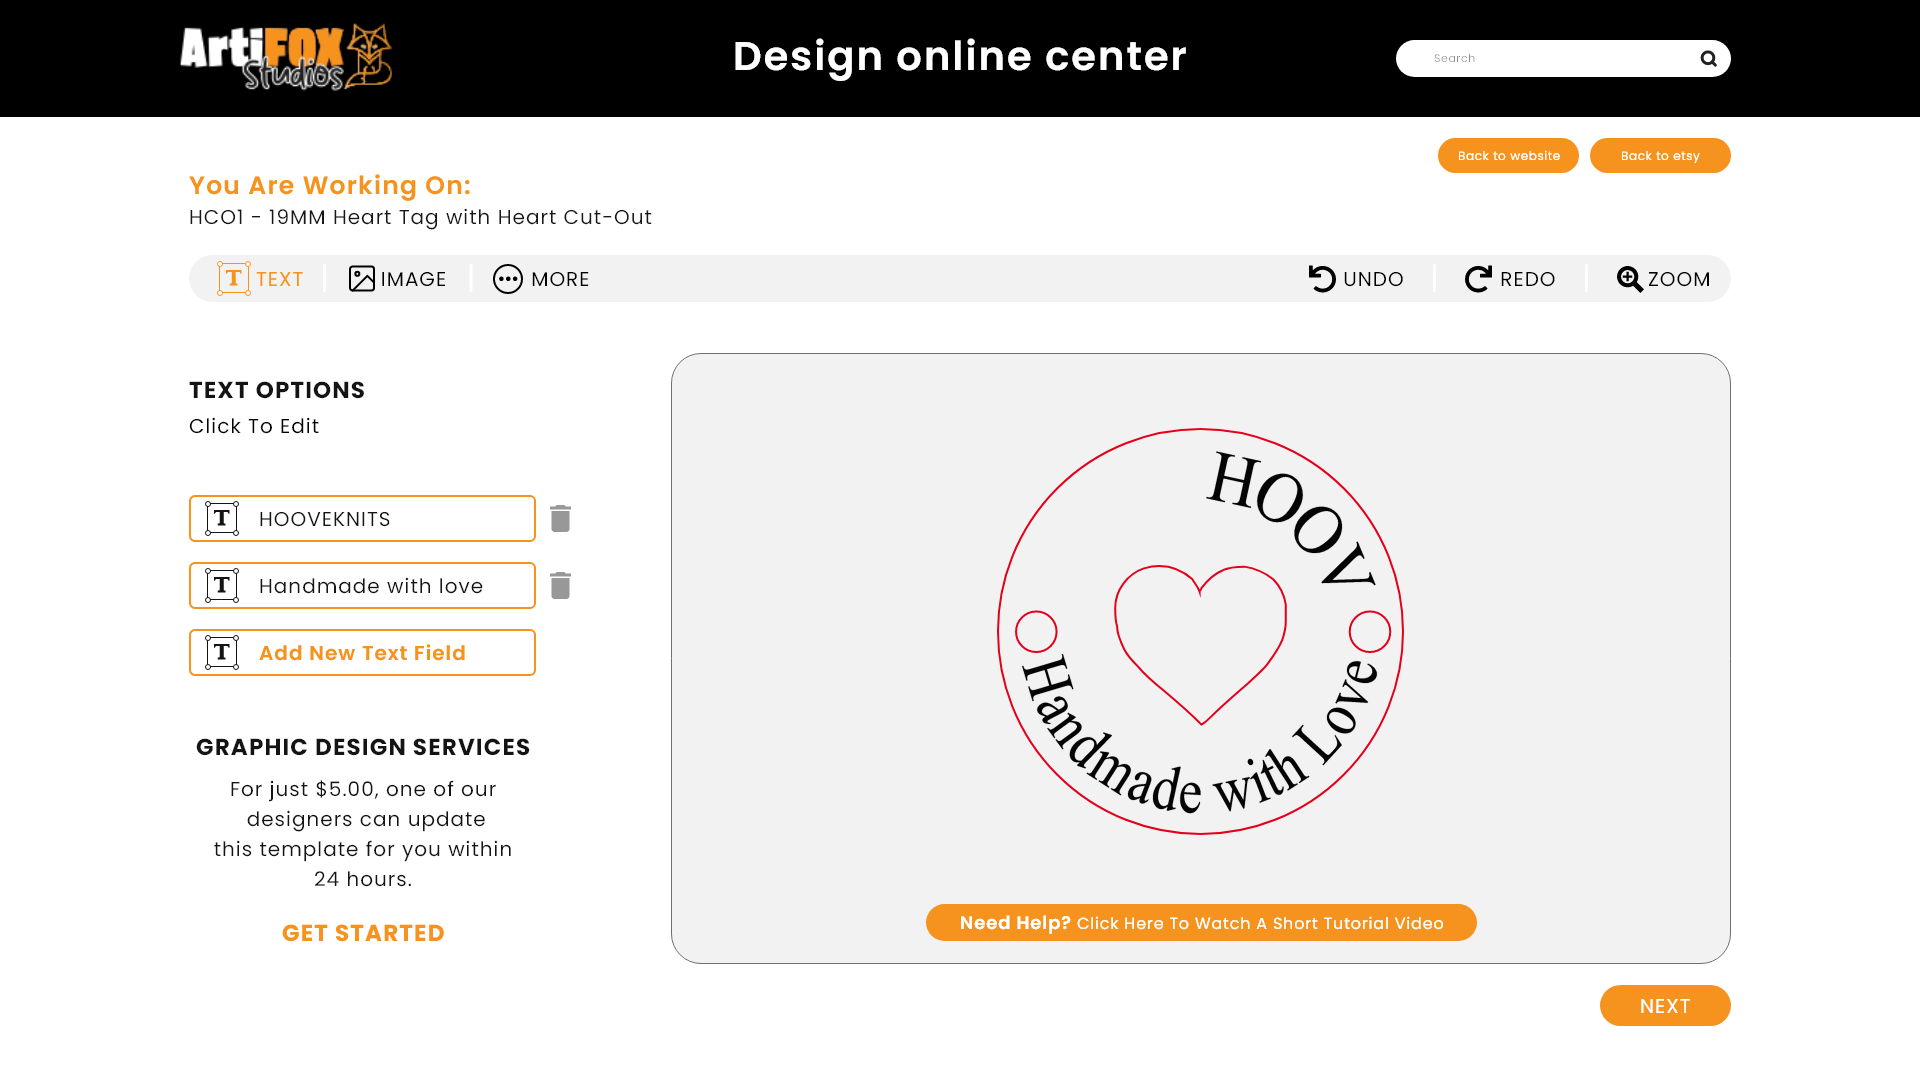 ArtiFOX
Studios
Design online center
Search
Back to website
Back to etsy
You Are Working On:
HCO1 - 19MM Heart Tag with Heart Cut-Out
T TEXT
IMAGE
MORE
UNDO
REDO
ZOOM
TEXT OPTIONS
Click To Edit
T HOOVEKNITS
T Handmade with love
T Add New Text Field
GRAPHIC DESIGN SERVICES
For just $5.00, one of our
designers can update
this template for you within
24 hours.
GET STARTED
HOOV
Handmade with Love
Need Help? Click Here To Watch A Short Tutorial Video
NEXT